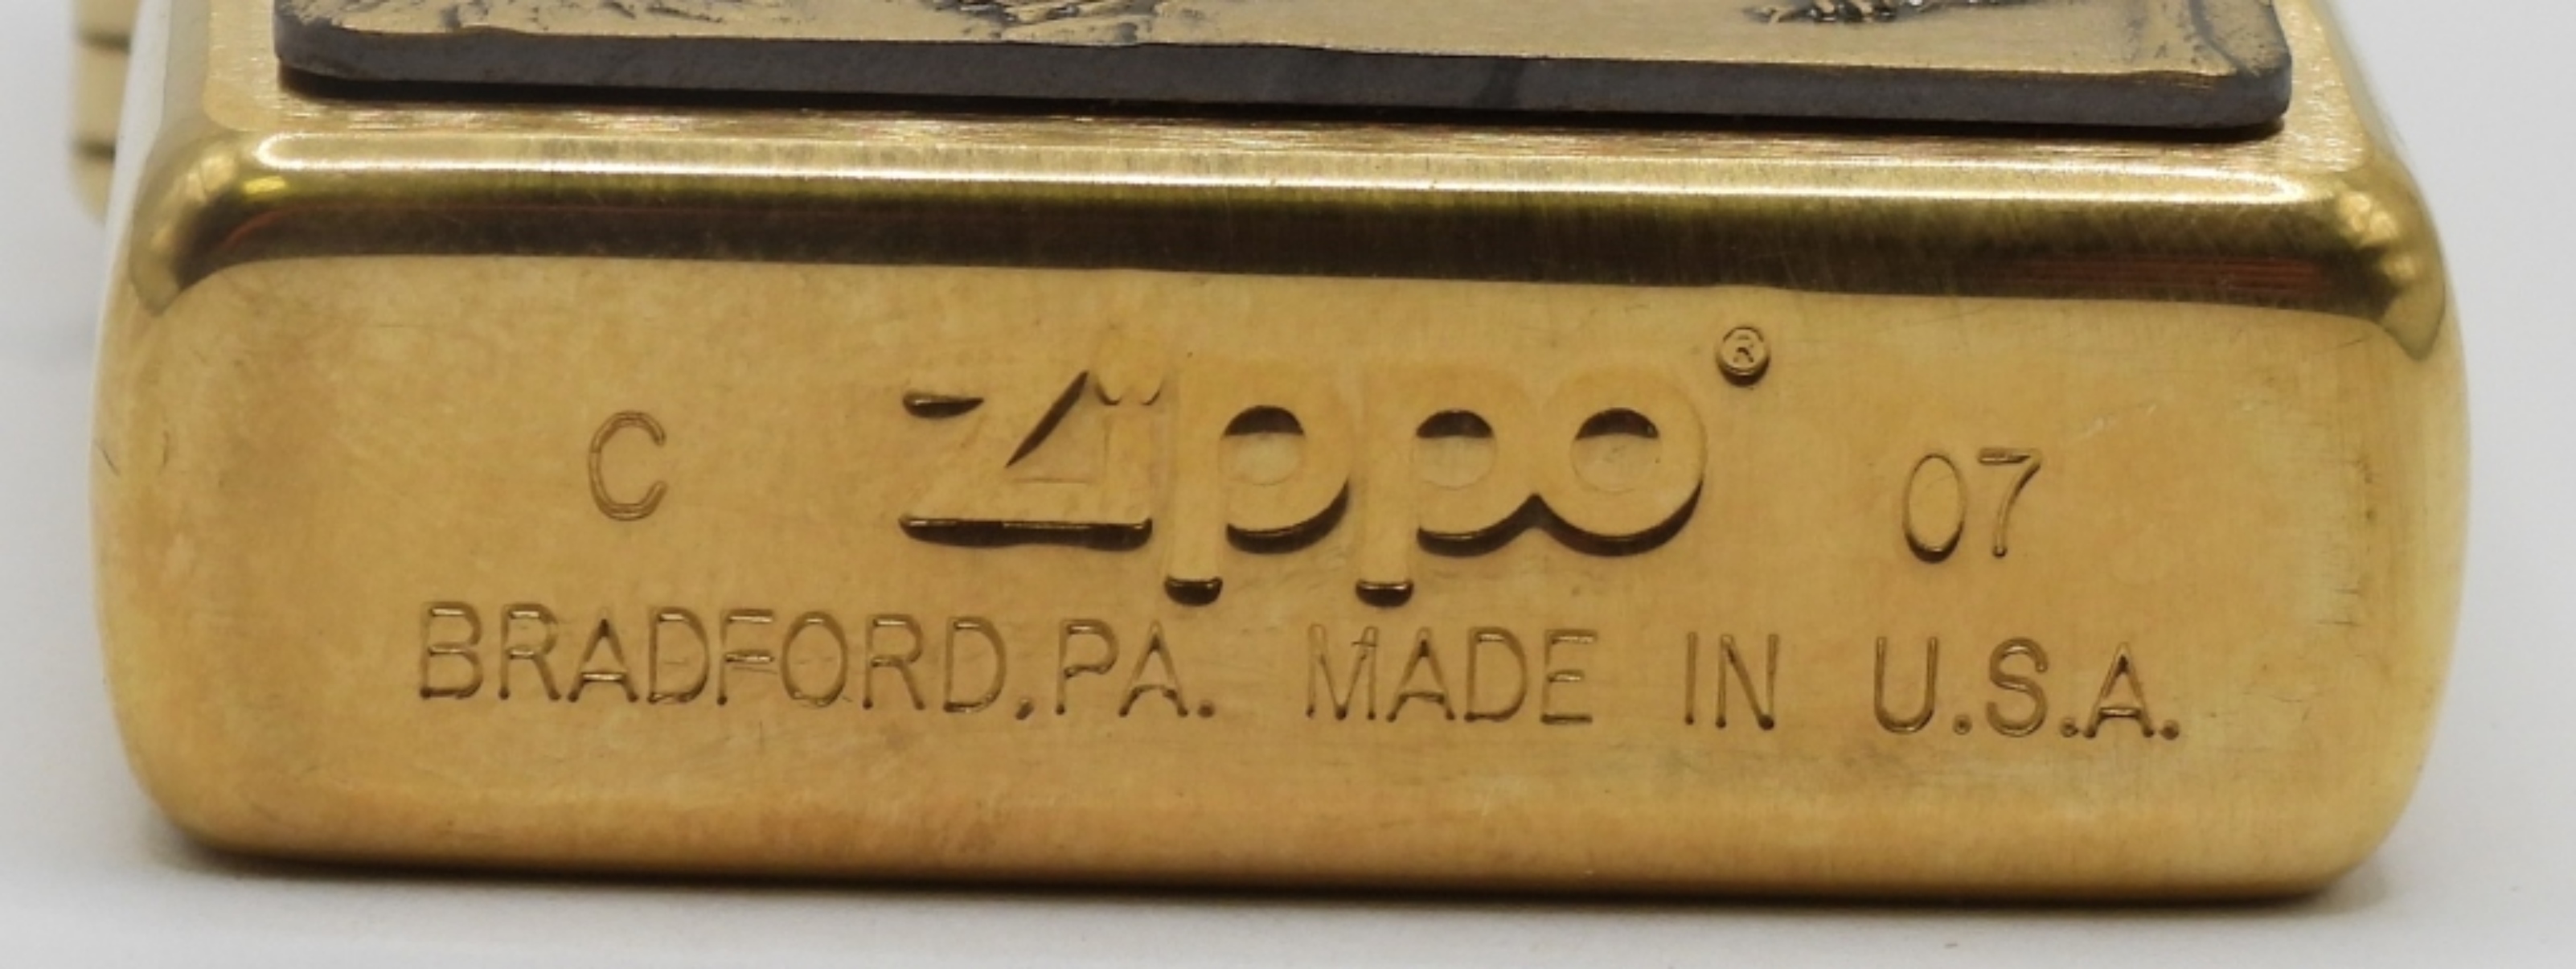 C Zippo® 07
BRADFORD, PA. MADE IN U.S.A.